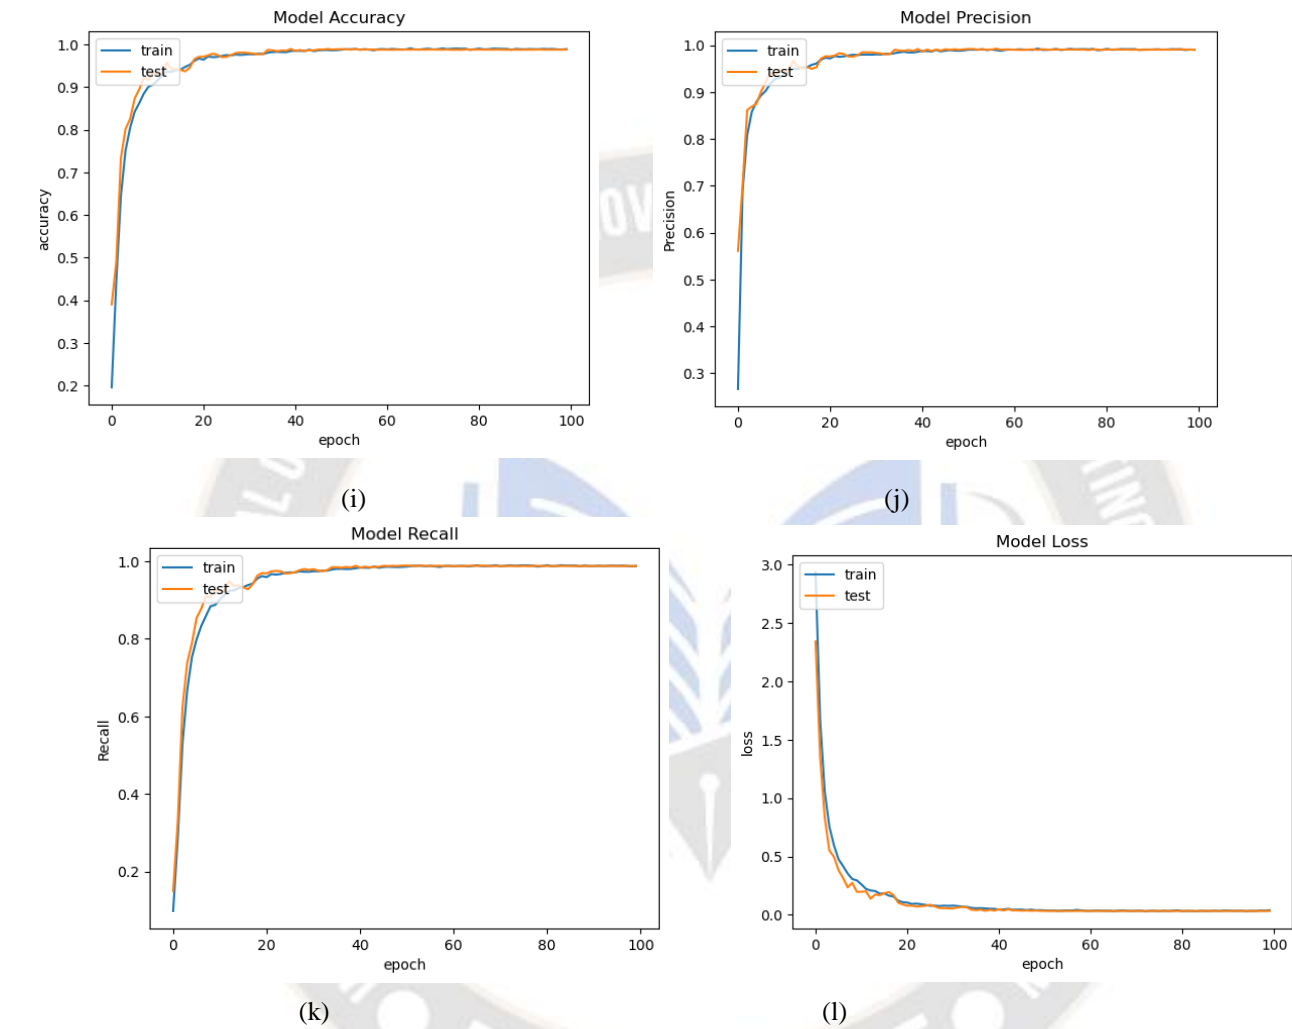 Model Accuracy
train
test
1.0
0.9
0.8
0.7
0.6
0.5
0.4
0.3
0.2
accuracy
0 20 40 60 80 100
epoch
(i)
Model Precision
train
test
1.0
0.9
0.8
0.7
0.6
0.5
0.4
0.3
Precision
0 20 40 60 80 100
epoch
(j)
Model Recall
train
test
1.0
0.8
0.6
0.4
0.2
Recall
0 20 40 60 80 100
epoch
(k)
Model Loss
train
test
3.0
2.5
2.0
1.5
1.0
0.5
0.0
loss
0 20 40 60 80 100
epoch
(l)